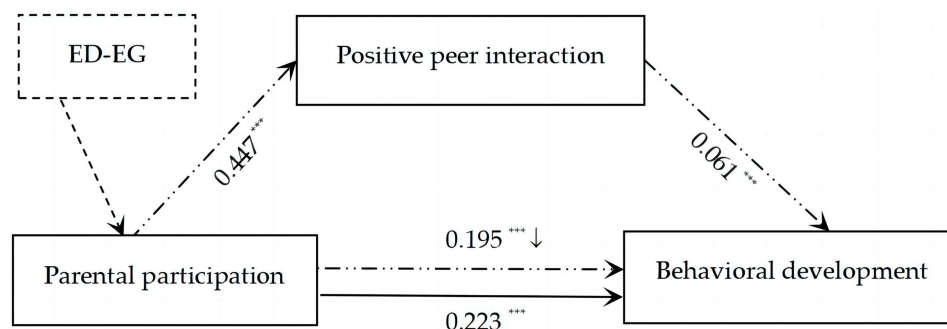 ED-EG
Positive peer interaction
0.447 ***
0.061 ***
0.195 *** ↓
Parental participation
Behavioral development
0.223 ***